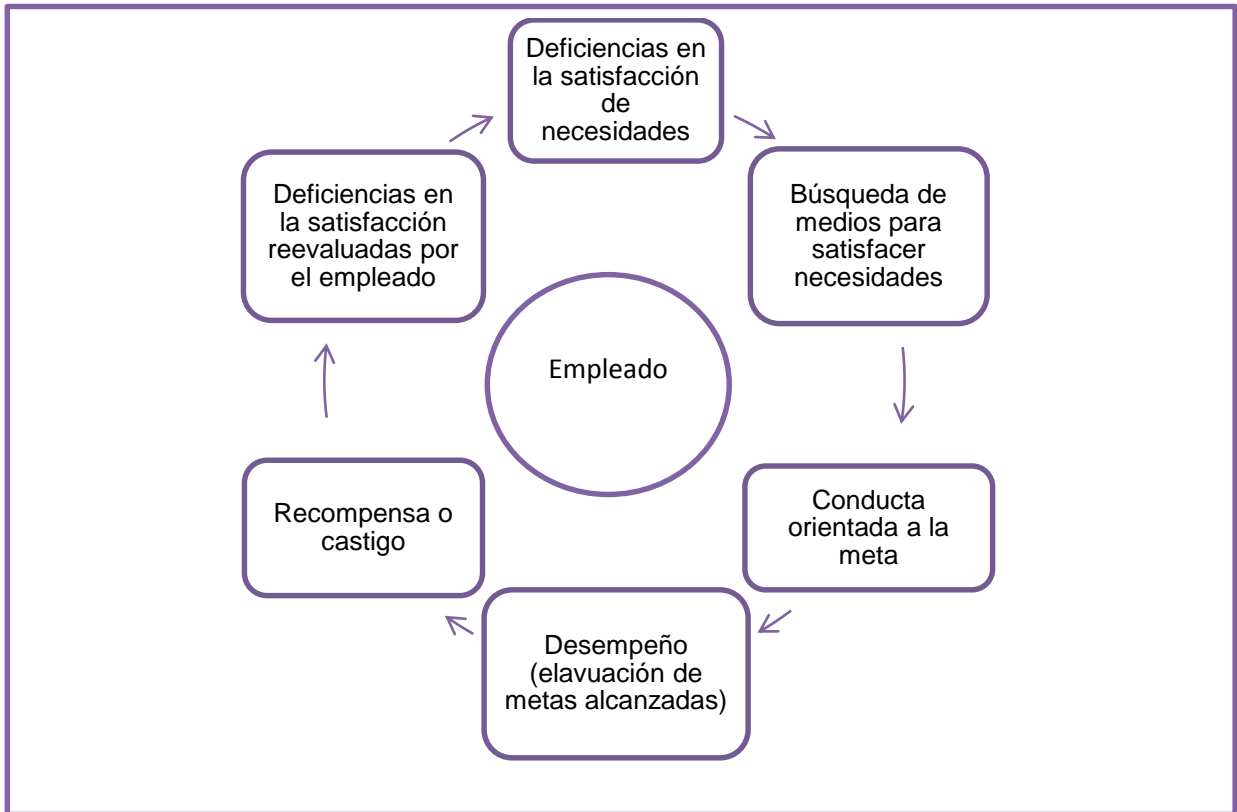 Deficiencias en
la satisfacción
de
necesidades
Búsqueda de
medios para
satisfacer
necesidades
Conducta
orientada a la
meta
Desempeño
(elavuación de
metas alcanzadas)
Recompensa o
castigo
Deficiencias en
la satisfacción
reevaluadas por
el empleado
Empleado